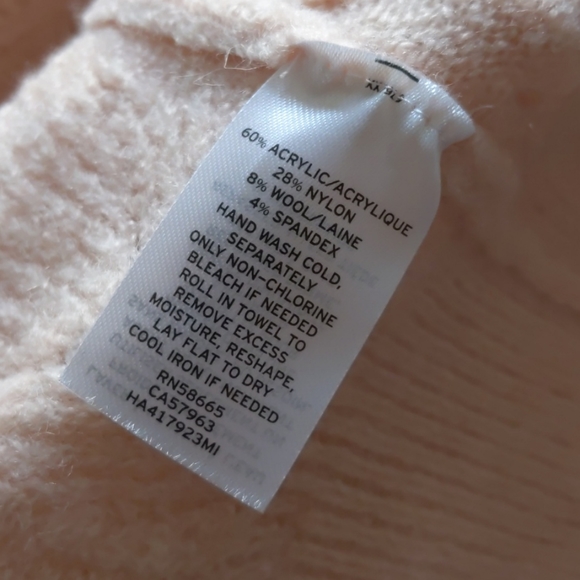 60% ACRYLIC/ACRYLIQUE
28% NYLON
8% WOOL/LAINE
4% SPANDEX
HAND WASH COLD,
SEPARATELY
ONLY NON-CHLORINE
BLEACH IF NEEDED
ROLL IN TOWEL TO
REMOVE EXCESS
MOISTURE, RESHAPE,
LAY FLAT TO DRY
COOL IRON IF NEEDED
RN58665
CA57963
HA417923MI